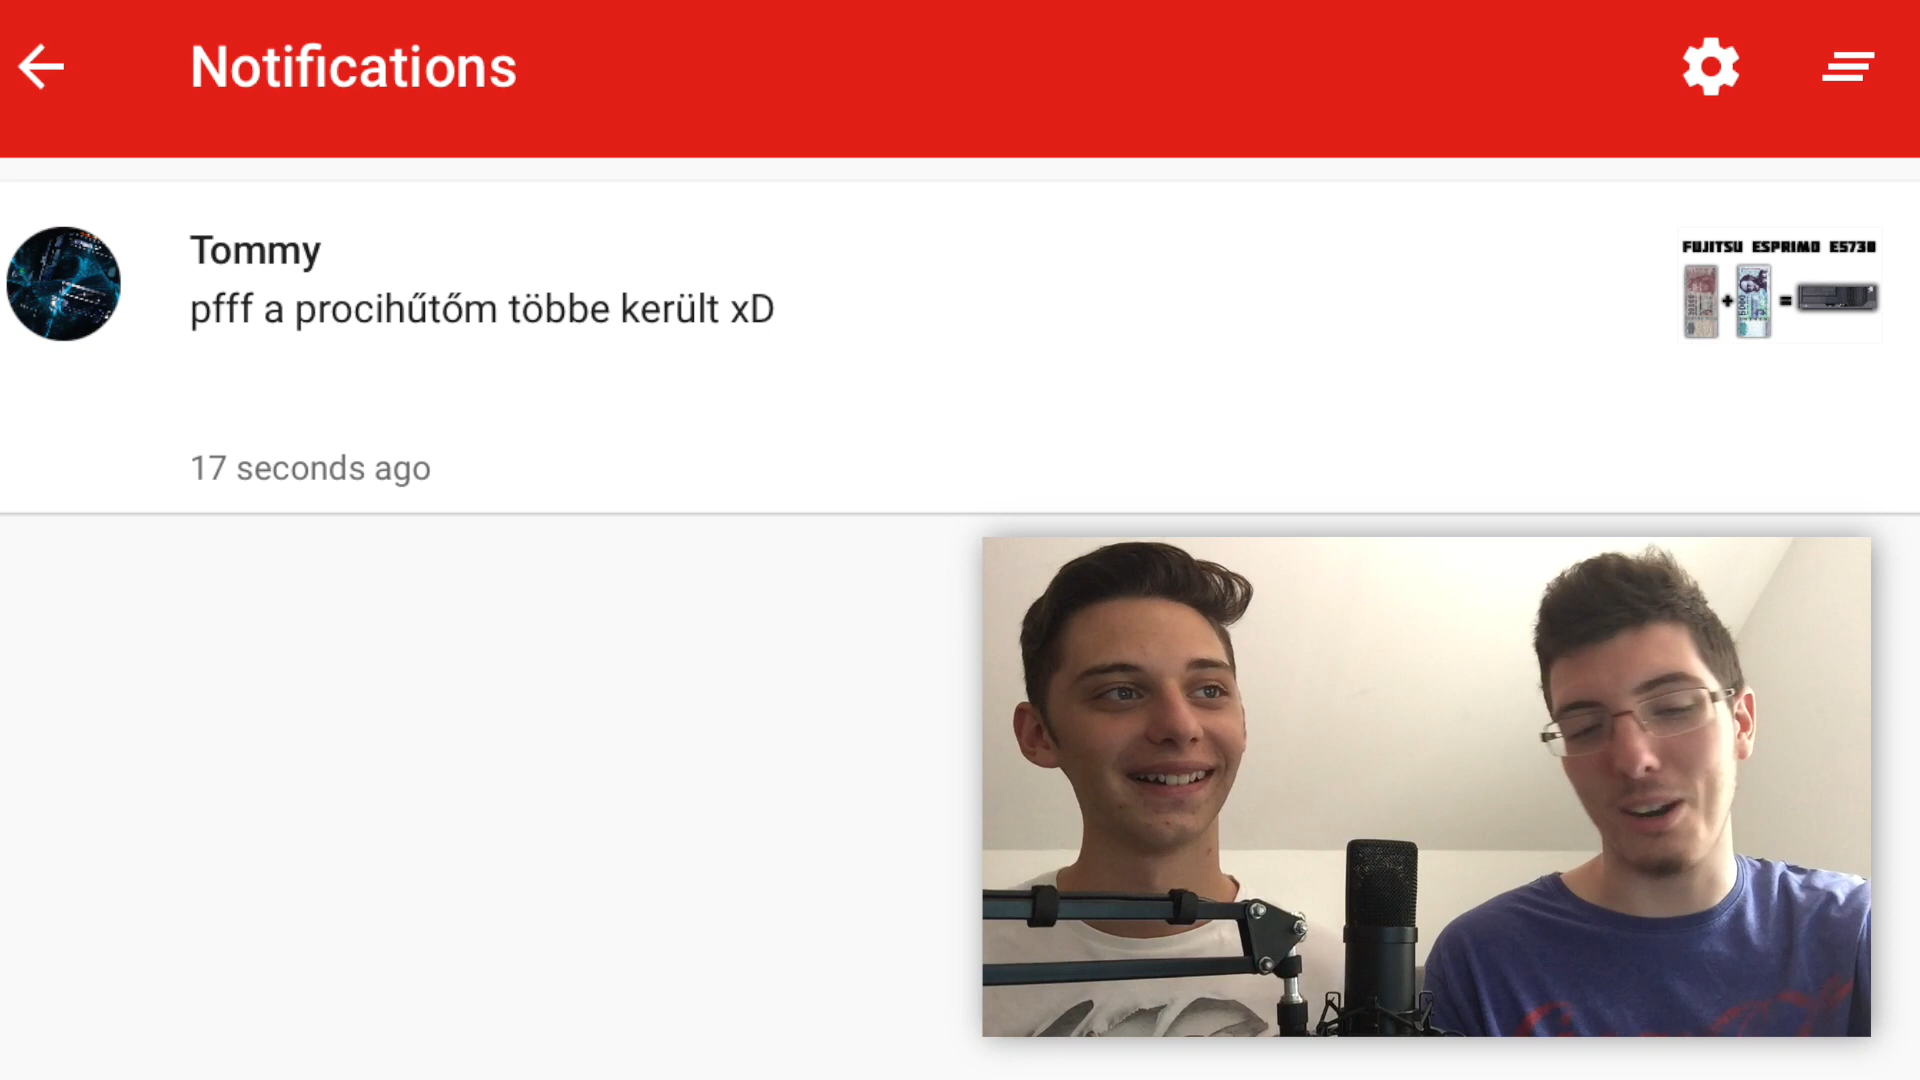 Notifications
Tommy
pfff a procihűtőm többe került xD
17 seconds ago
FUJITSU ESPRIMO E5730
+ =